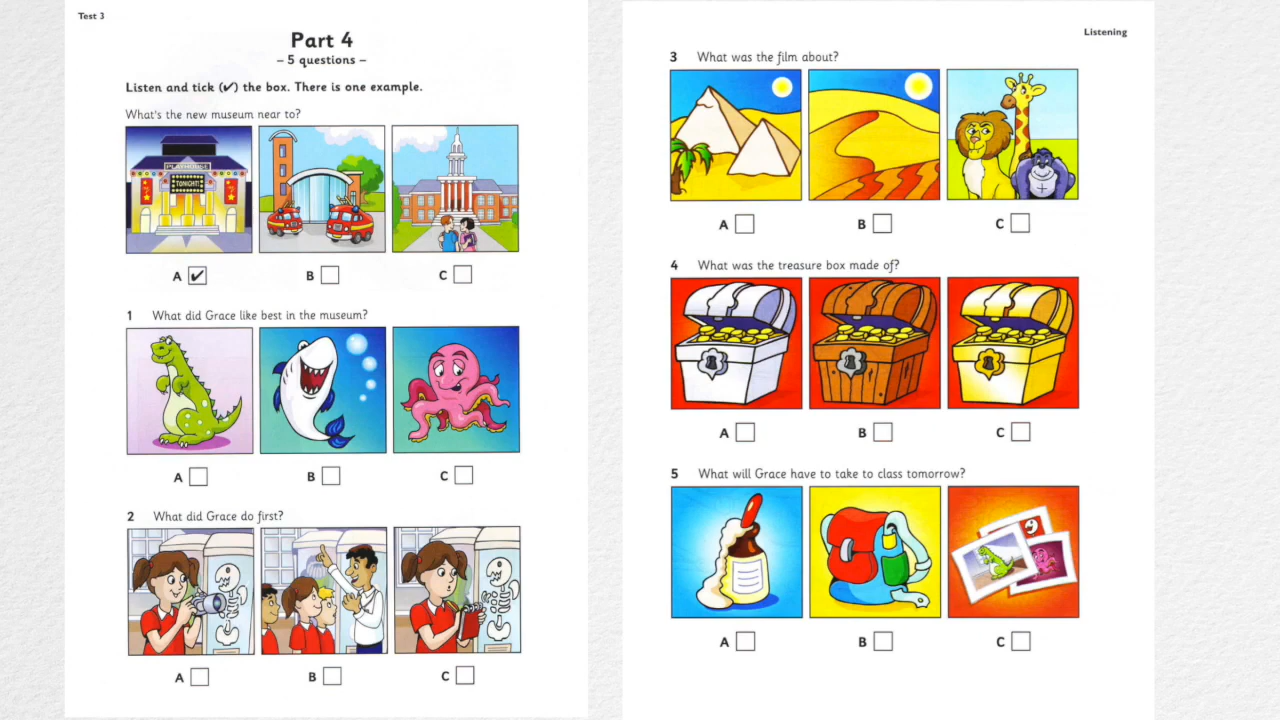 Test 3
Part 4
– 5 questions –
Listen and tick (✔) the box. There is one example.
What's the new museum near to?
PLAYHOUSE
TONIGHT!
A ✔ B C
1 What did Grace like best in the museum?
A B C
2 What did Grace do first?
A B C
Listening
3 What was the film about?
A B C
4 What was the treasure box made of?
A B C
5 What will Grace have to take to class tomorrow?
A B C